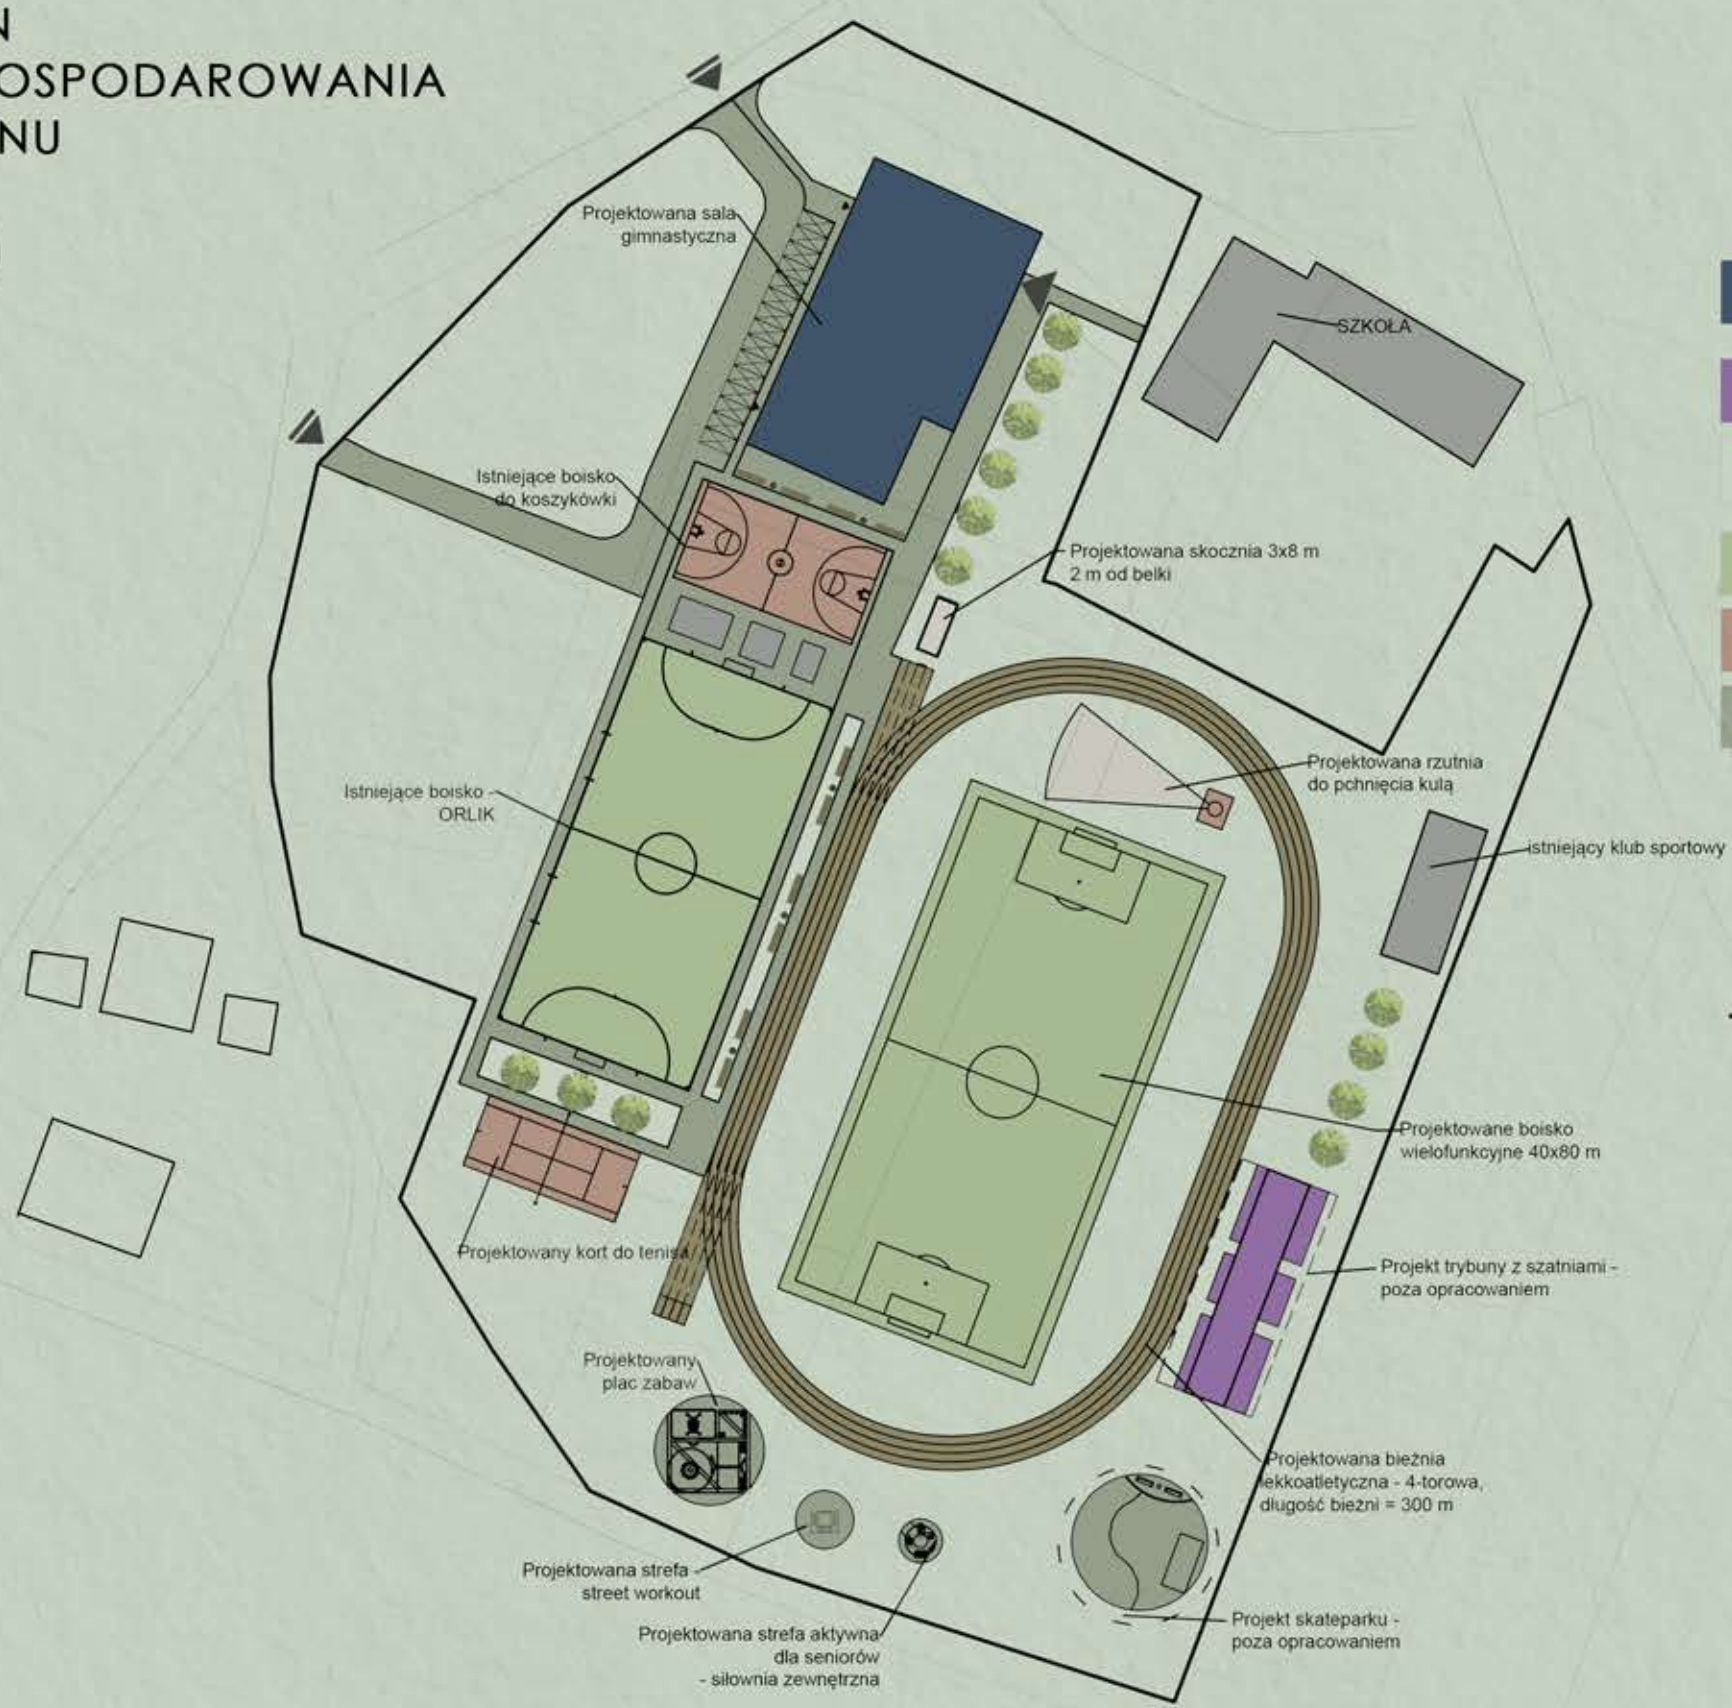 N
OSPODAROWANIA
NU
Projektowana sala
gimnastyczna
SZKOŁA
Istniejące boisko
do koszykówki
Projektowana skocznia 3x8 m
2 m od belki
Projektowana rzutnia
do pchnięcia kulą
Istniejące boisko -
ORLIK
istniejący klub sportowy
Projektowane boisko
wielofunkcyjne 40x80 m
Projektowany kort do tenisa
Projekt trybuny z szatniami -
poza opracowaniem
Projektowany
plac zabaw
Projektowana bieżnia
lekkoatletyczna - 4-torowa,
długość bieżni = 300 m
Projektowana strefa -
street workout
Projektowana strefa aktywna
dla seniorów
- siłownia zewnętrzna
Projekt skateparku -
poza opracowaniem